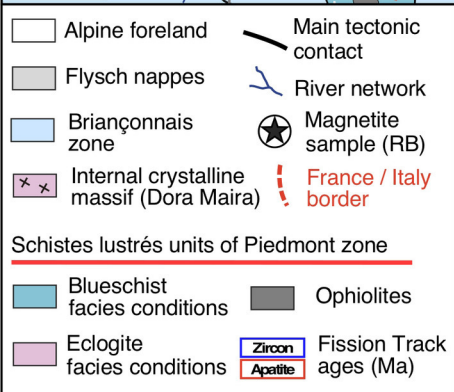 Alpine foreland
Main tectonic
contact
Flysch nappes
River network
Briançonnais
zone
Magnetite
sample (RB)
Internal crystalline
massif (Dora Maira)
France / Italy
border
Schistes lustrés units of Piedmont zone
Blueschist
facies conditions
Ophiolites
Eclogite
facies conditions
Zircon
Apatite
Fission Track
ages (Ma)